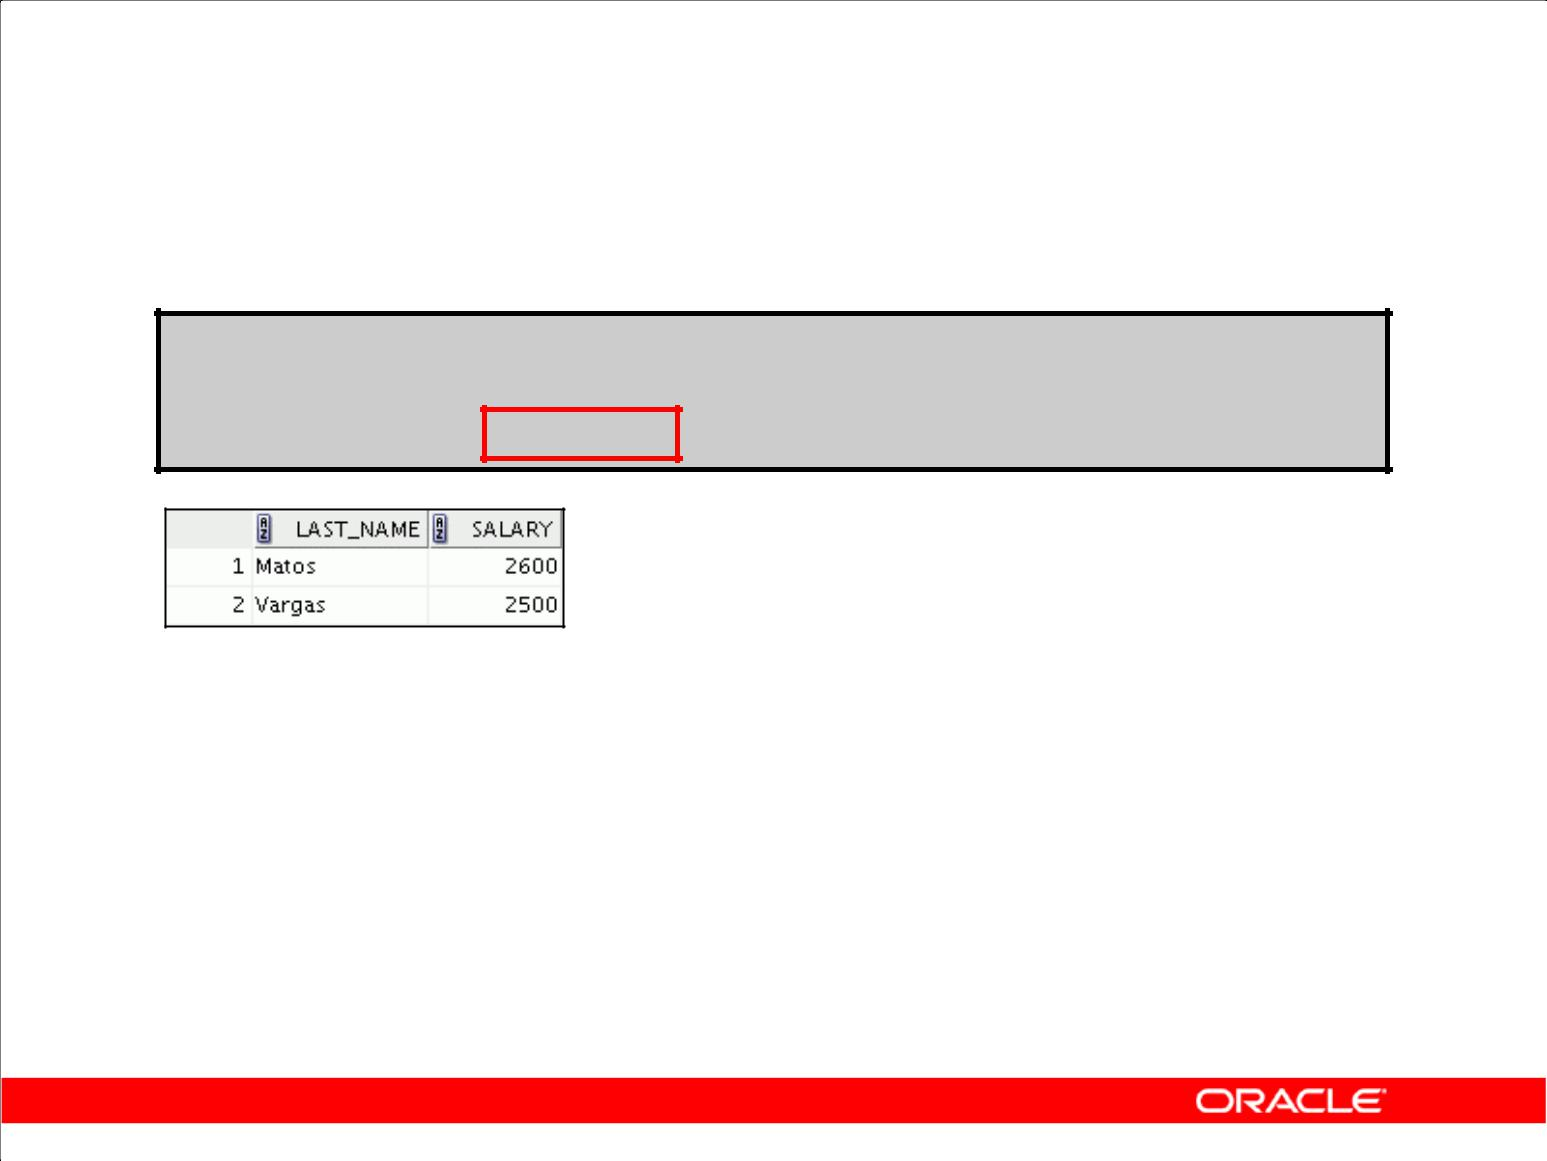 LAST_NAME SALARY
1 Matos 2600
2 Vargas 2500
ORACLE